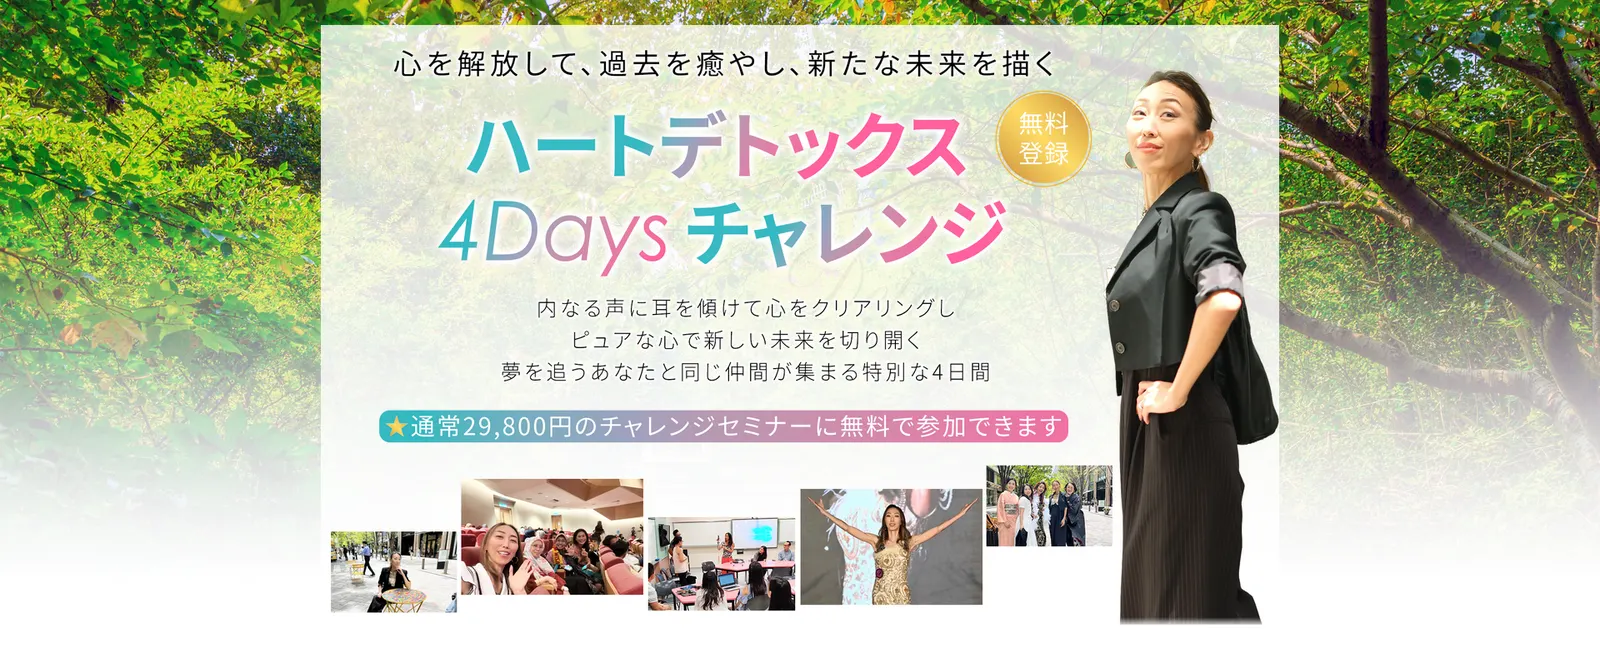 心を解放して、過去を癒やし、新たな未来を描く
ハートデトックス
無料
登録
4Days チャレンジ
内なる声に耳を傾けて心をクリアリングし
ピュアな心で新しい未来を切り開く
夢を追うあなたと同じ仲間が集まる特別な4日間
★通常29,800円のチャレンジセミナーに無料で参加できます